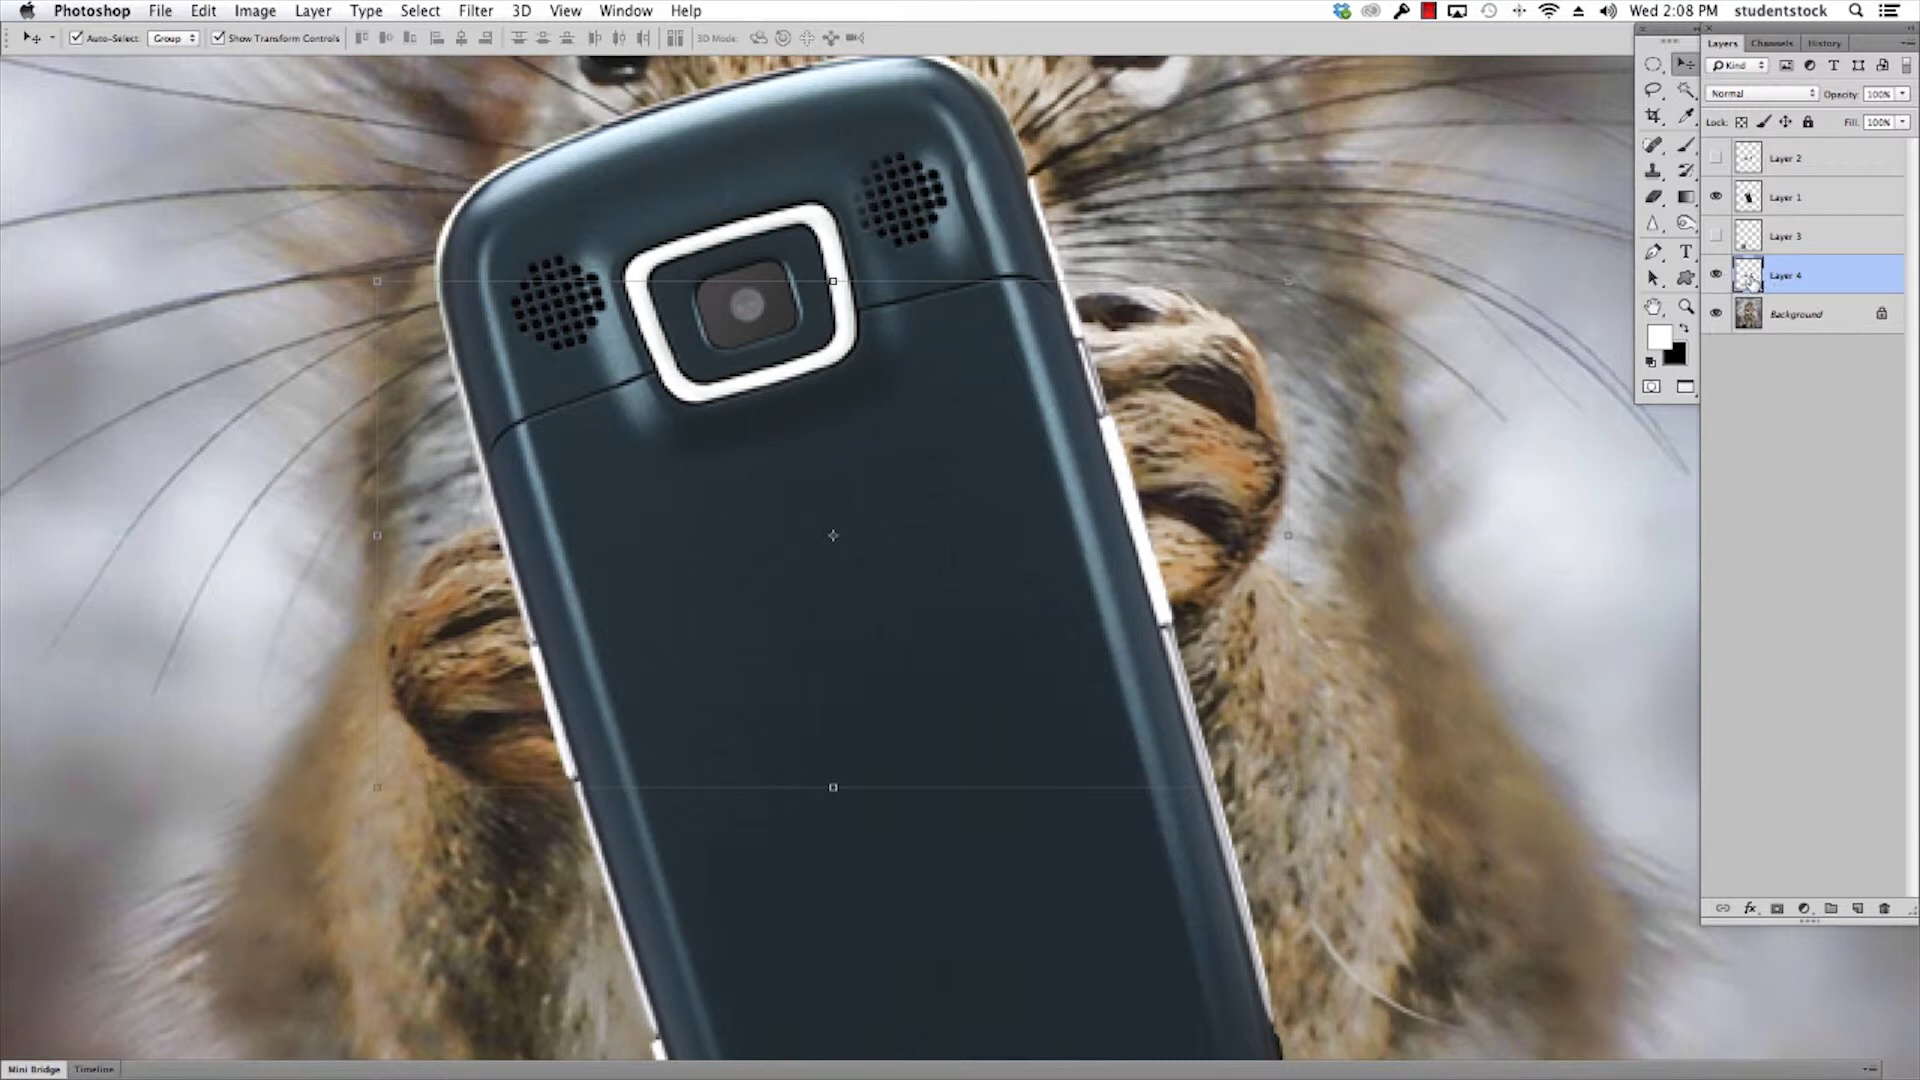 Photoshop File Edit Image Layer Type Select Filter 3D View Window Help Wed 2:08 PM studentstock
Auto-Select: Group Show Transform Controls 3D Mode:
Layers Channels History
Kind
Normal Opacity: 100%
Lock: Fill: 100%
Layer 2
Layer 1
Layer 3
Layer 4
Background
fx
Mini Bridge Timeline